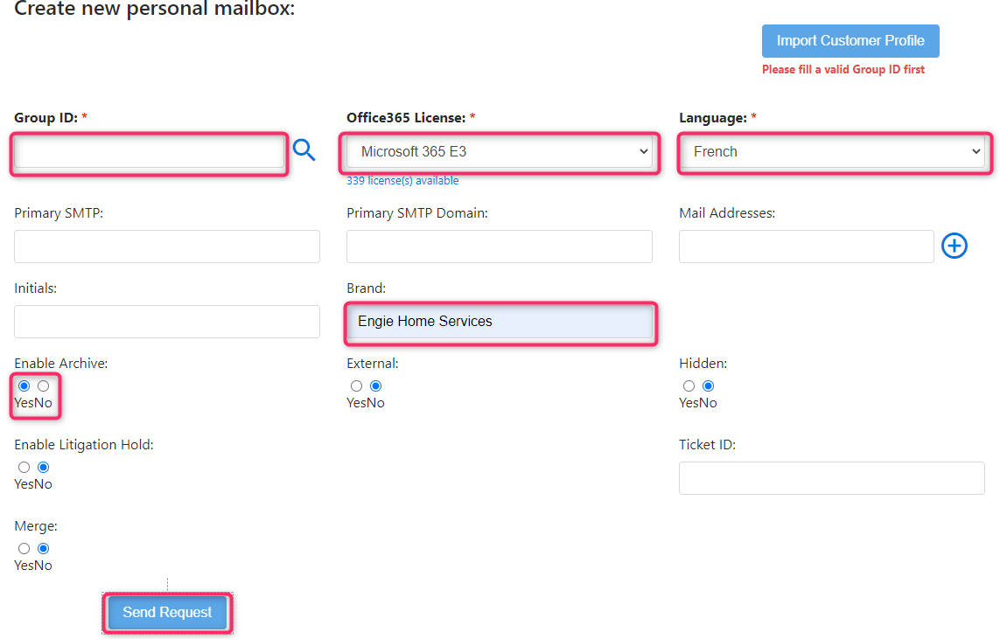 Create new personal mailbox:
Import Customer Profile
Please fill a valid Group ID first
Group ID: * Office365 License: * Language: *
Microsoft 365 E3 French
339 license(s) available
Primary SMTP: Primary SMTP Domain: Mail Addresses:
Initials: Brand:
Engie Home Services
Enable Archive: External: Hidden:
YesNo YesNo YesNo
Enable Litigation Hold: Ticket ID:
YesNo
Merge:
YesNo
Send Request